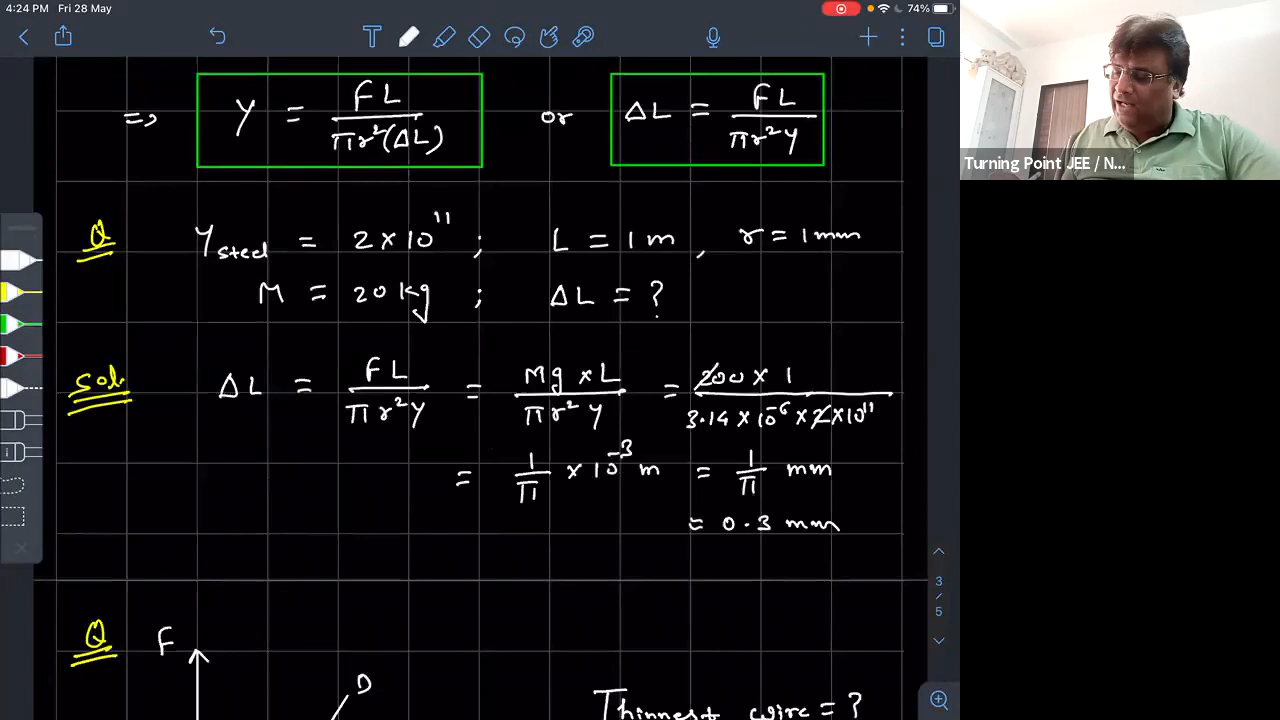 4:24 PM Fri 28 May
74%
=> Y = FL / πr²(ΔL) or ΔL = FL / πr²Y
Q Y steel = 2 × 10¹¹ ; L = 1 m , r = 1 mm
M = 20 kg ; ΔL = ?
Sol. ΔL = FL / πr²Y = Mg × L / πr² Y = 200 × 1 / 3.14 × 10⁻⁶ × 2 × 10¹¹
= 1/π × 10⁻³ m = 1/π mm
≈ 0.3 mm
3 / 5
Q F
D
Thinnest wire = ?
Turning Point JEE / N...